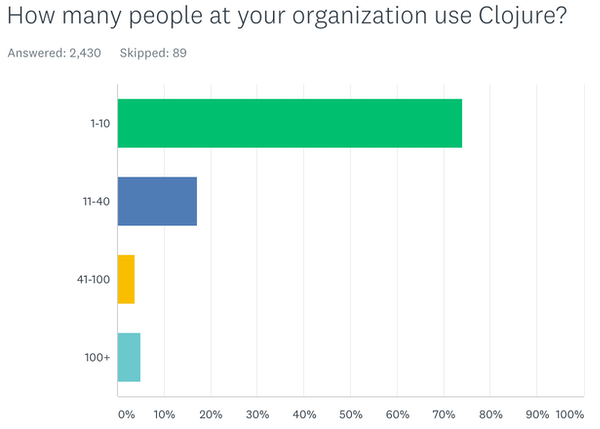 How many people at your organization use Clojure?
Answered: 2,430 Skipped: 89
1-10
11-40
41-100
100+
0% 10% 20% 30% 40% 50% 60% 70% 80% 90% 100%